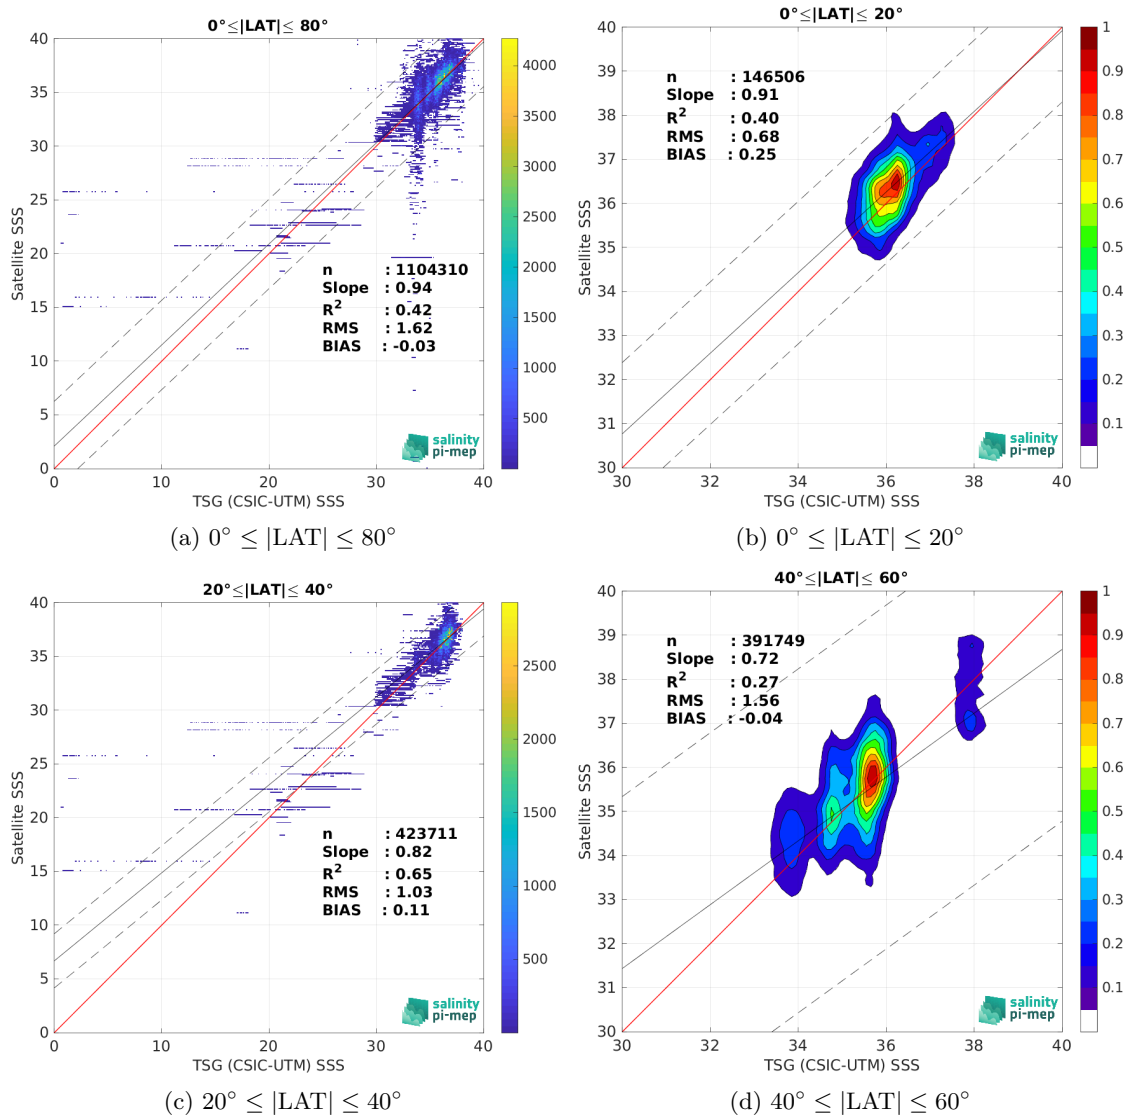 0°≤|LAT|≤ 80°
Satellite SSS
40
35
30
25
20
15
10
5
0
0 10 20 30 40
TSG (CSIC-UTM) SSS
n : 1104310
Slope : 0.94
R² : 0.42
RMS : 1.62
BIAS : -0.03
4000
3500
3000
2500
2000
1500
1000
500
salinity
pi-mep
(a) 0° ≤ |LAT| ≤ 80°
0°≤|LAT|≤ 20°
Satellite SSS
40
39
38
37
36
35
34
33
32
31
30
30 32 34 36 38 40
TSG (CSIC-UTM) SSS
n : 146506
Slope : 0.91
R² : 0.40
RMS : 0.68
BIAS : 0.25
1
0.9
0.8
0.7
0.6
0.5
0.4
0.3
0.2
0.1
salinity
pi-mep
(b) 0° ≤ |LAT| ≤ 20°
20°≤|LAT|≤ 40°
Satellite SSS
40
35
30
25
20
15
10
5
0
0 10 20 30 40
TSG (CSIC-UTM) SSS
n : 423711
Slope : 0.82
R² : 0.65
RMS : 1.03
BIAS : 0.11
2500
2000
1500
1000
500
salinity
pi-mep
(c) 20° ≤ |LAT| ≤ 40°
40°≤|LAT|≤ 60°
Satellite SSS
40
39
38
37
36
35
34
33
32
31
30
30 32 34 36 38 40
TSG (CSIC-UTM) SSS
n : 391749
Slope : 0.72
R² : 0.27
RMS : 1.56
BIAS : -0.04
1
0.9
0.8
0.7
0.6
0.5
0.4
0.3
0.2
0.1
salinity
pi-mep
(d) 40° ≤ |LAT| ≤ 60°